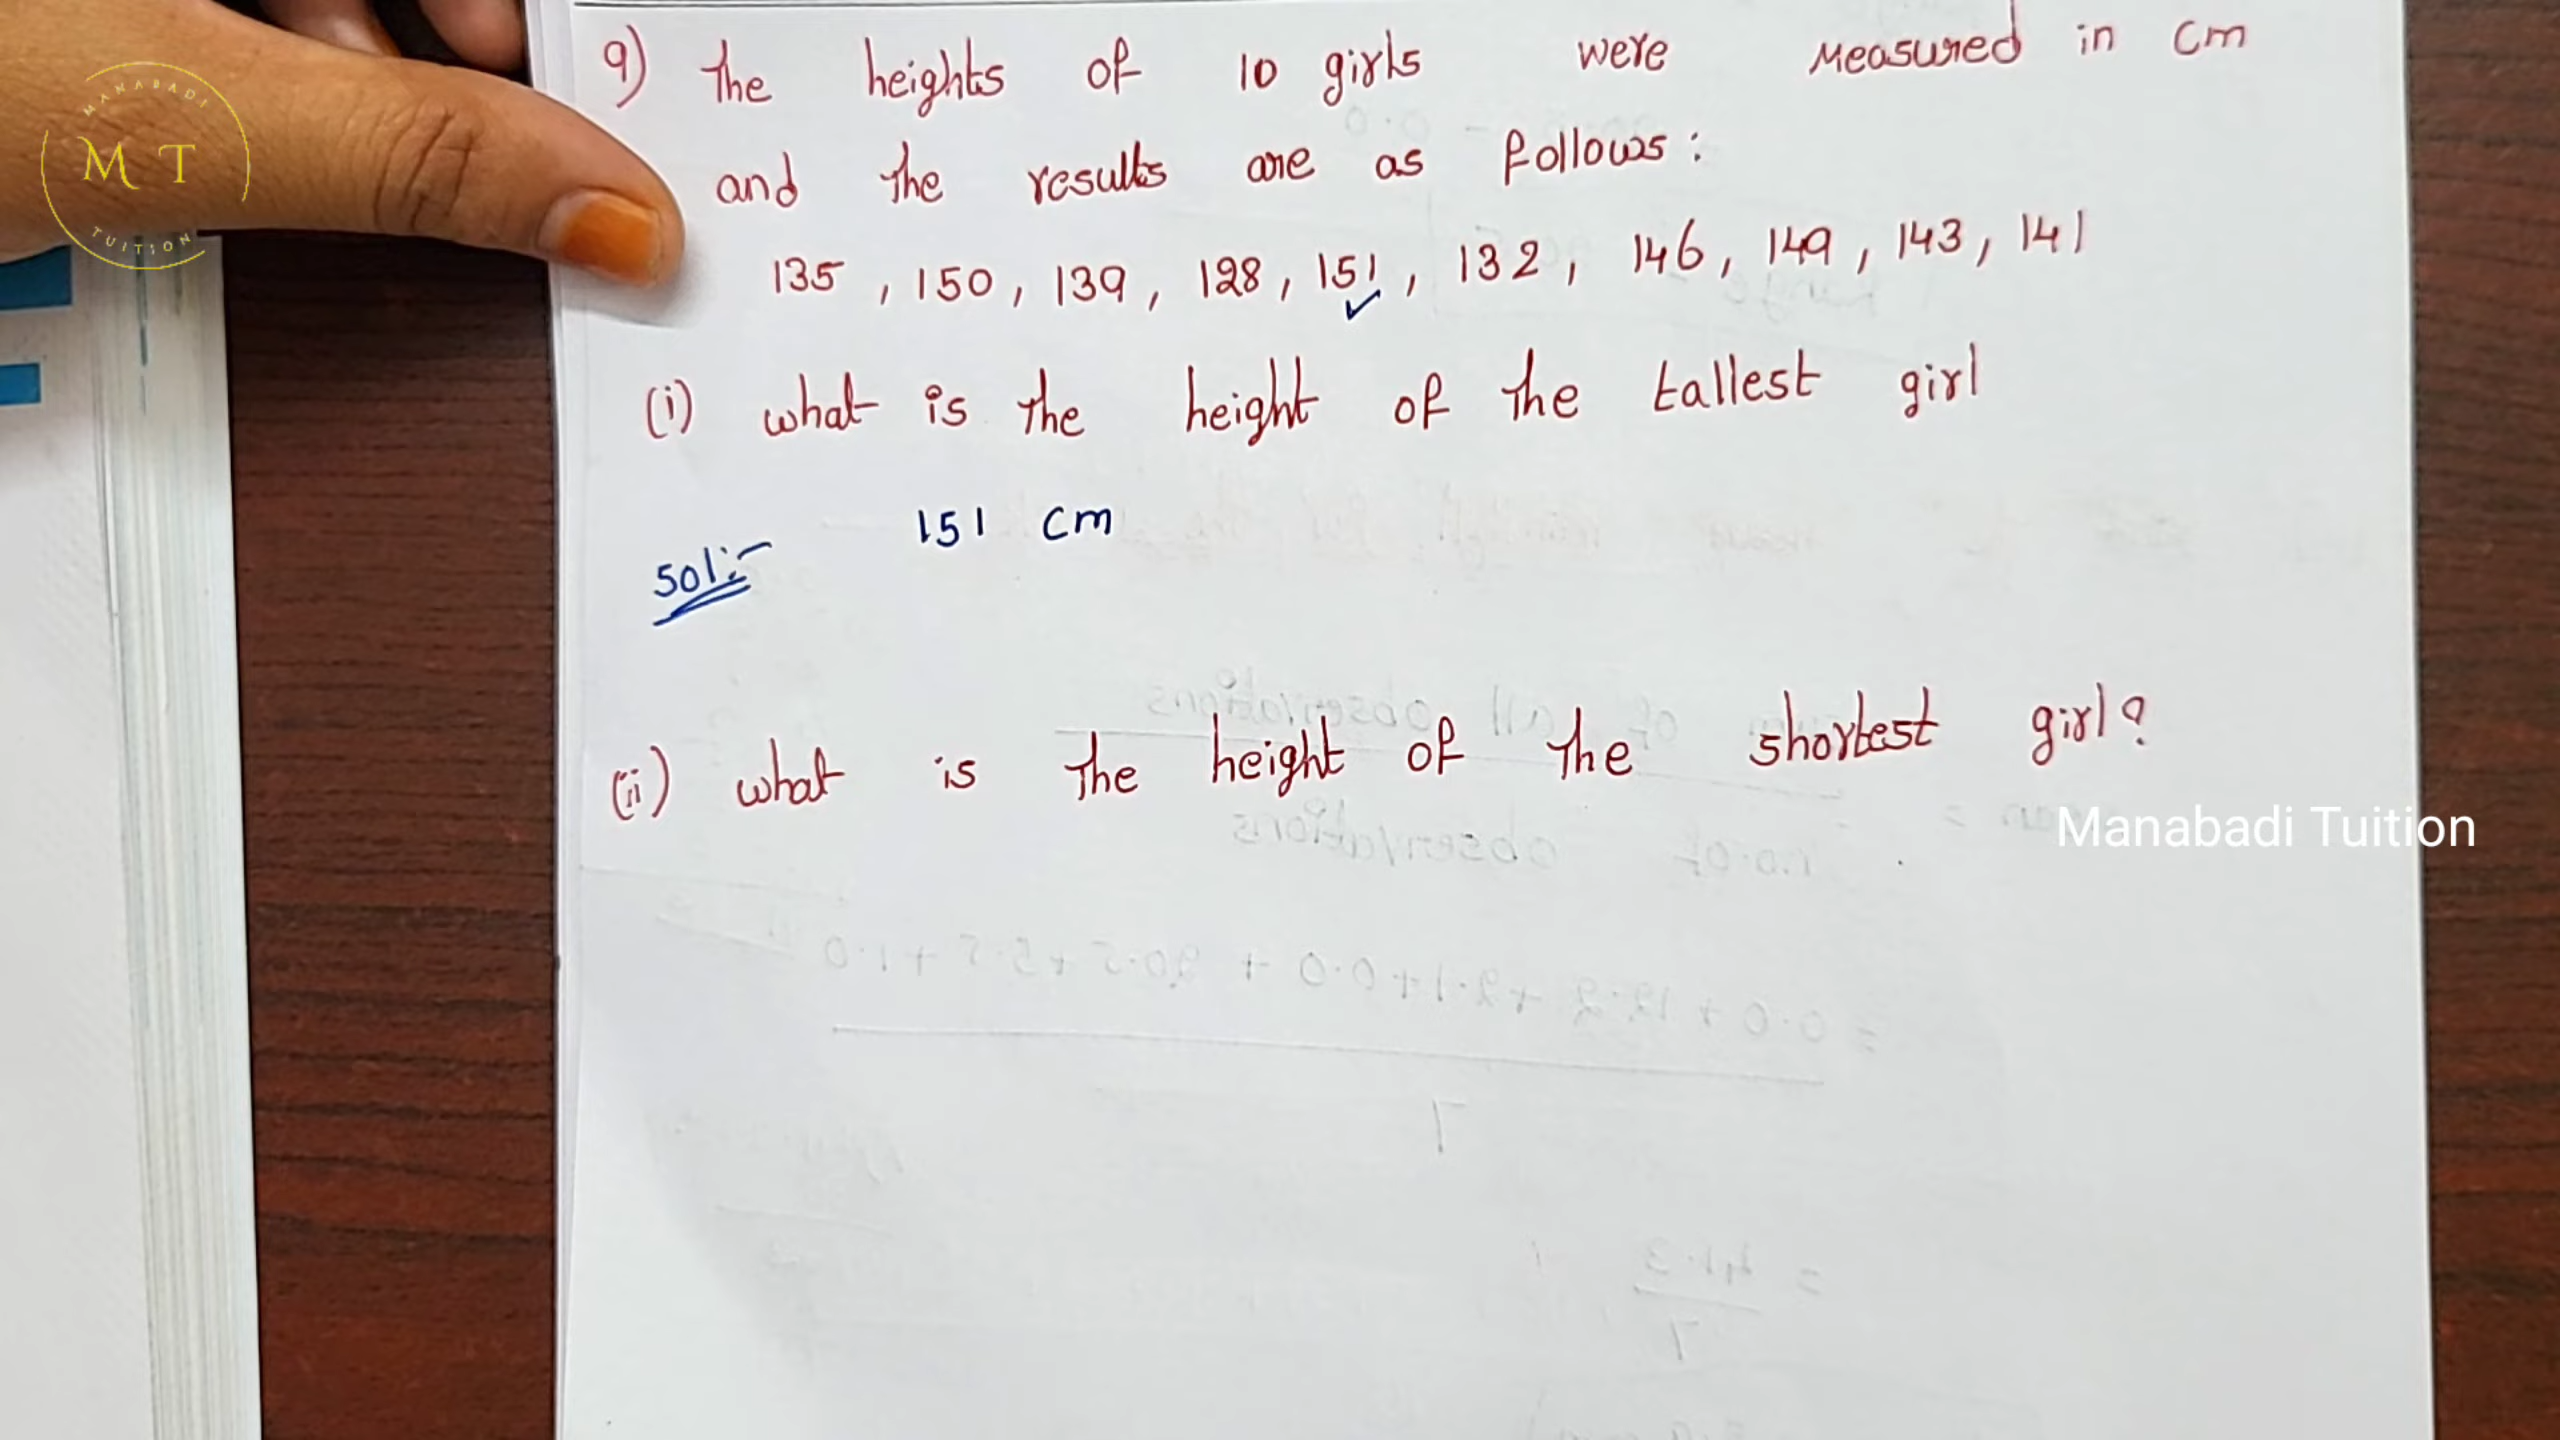 MANABADI
M T
TUITION
9) The heights of 10 girls were measured in cm
and the results are as follows:
135, 150, 139, 128, 151, 132, 146, 149, 143, 141
(i) what is the height of the tallest girl
Sol:- 151 cm
(ii) what is the height of the shortest girl?
Manabadi Tuition